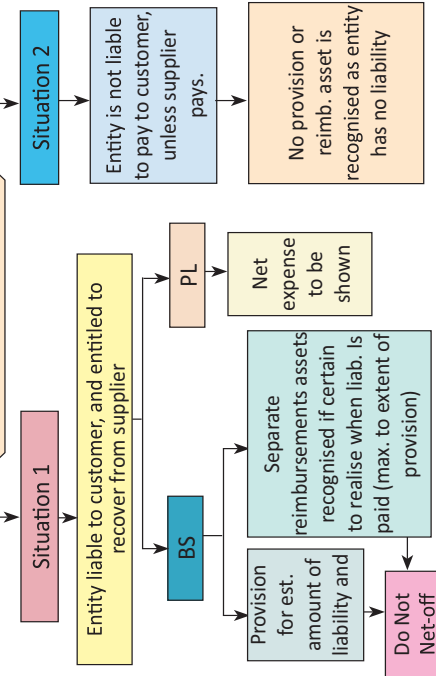 Situation 1
Entity liable to customer, and entitled to
recover from supplier
BS
Provision
for est.
amount of
liability and
Separate
reimbursements assets
recognised if certain
to realise when liab. Is
paid (max. to extent of
provision)
Do Not
Net-off
PL
Net
expense
to be
shown
Situation 2
Entity is not liable
to pay to customer,
unless supplier
pays.
No provision or
reimb. asset is
recognised as entity
has no liability